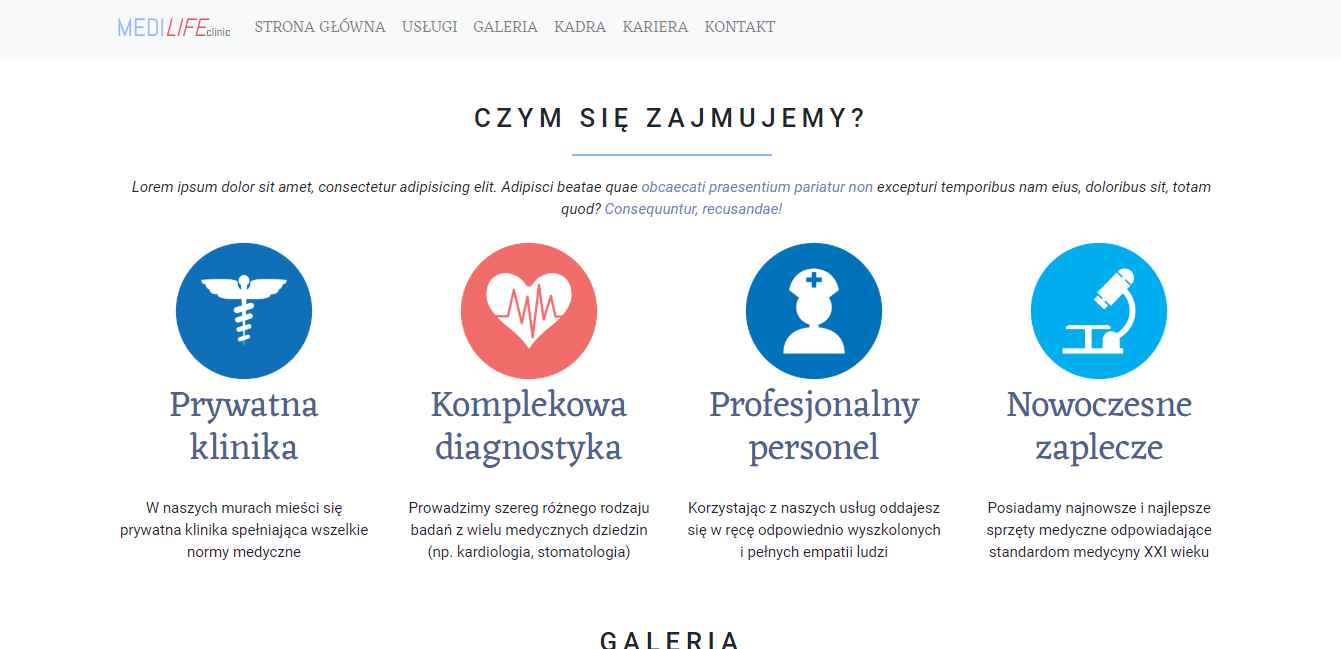 MEDILIFEclinic STRONA GŁÓWNA USŁUGI GALERIA KADRA KARIERA KONTAKT
CZYM SIĘ ZAJMUJEMY?
Lorem ipsum dolor sit amet, consectetur adipisicing elit. Adipisci beatae quae obcaecati praesentium pariatur non excepturi temporibus nam eius, doloribus sit, totam
quod? Consequuntur, recusandae!
Prywatna
klinika
W naszych murach mieści się
prywatna klinika spełniająca wszelkie
normy medyczne
Komplekowa
diagnostyka
Prowadzimy szereg różnego rodzaju
badań z wielu medycznych dziedzin
(np. kardiologia, stomatologia)
Profesjonalny
personel
Korzystając z naszych usług oddajesz
się w ręcę odpowiednio wyszkolonych
i pełnych empatii ludzi
Nowoczesne
zaplecze
Posiadamy najnowsze i najlepsze
sprzęty medyczne odpowiadające
standardom medycyny XXI wieku
GALERIA